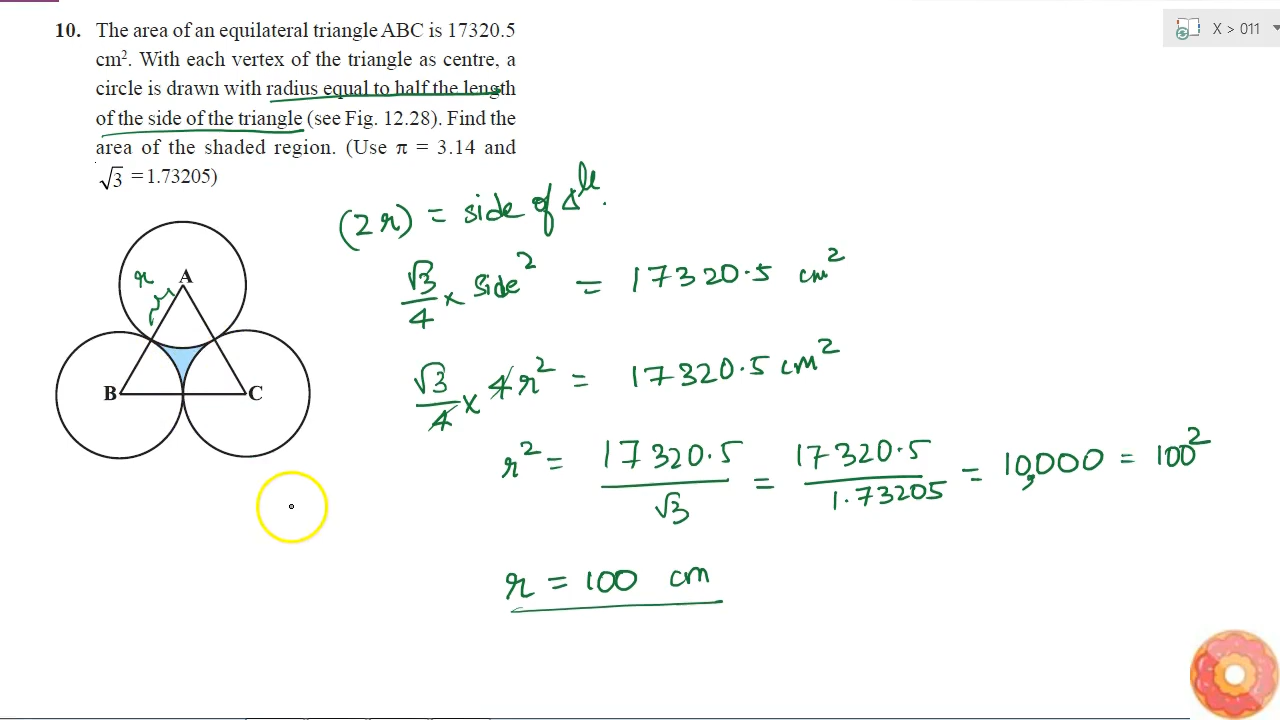 X > 011
10. The area of an equilateral triangle ABC is 17320.5
cm². With each vertex of the triangle as centre, a
circle is drawn with radius equal to half the length
of the side of the triangle (see Fig. 12.28). Find the
area of the shaded region. (Use π = 3.14 and
√3 = 1.73205)
(2r) = side of Δle.
√3/4 × Side² = 17320.5 cm²
√3/4 × 4r² = 17320.5 cm²
r² = 17320.5/√3 = 17320.5/1.73205 = 10,000 = 100²
r = 100 cm
r
A
B
C